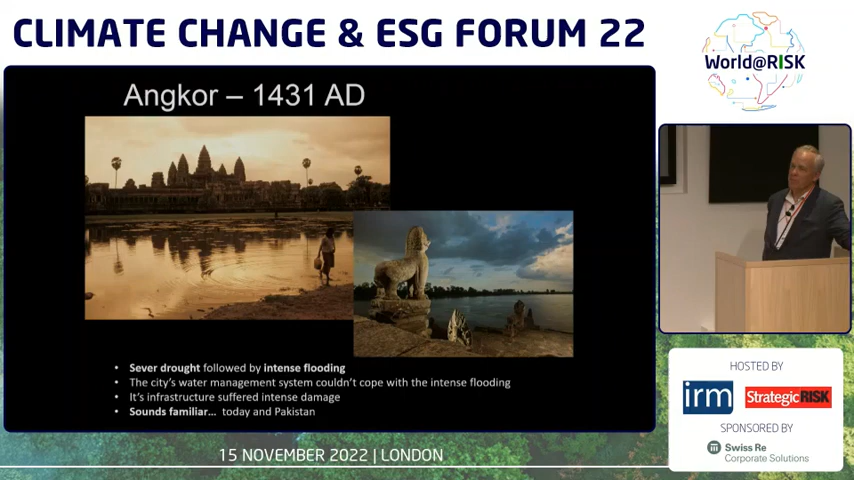 CLIMATE CHANGE & ESG FORUM 22
World@RISK
Angkor – 1431 AD
• Sever drought followed by intense flooding
• The city's water management system couldn't cope with the intense flooding
• It's infrastructure suffered intense damage
• Sounds familiar... today and Pakistan
HOSTED BY
irm
StrategicRISK
SPONSORED BY
Swiss Re
Corporate Solutions
15 NOVEMBER 2022 | LONDON